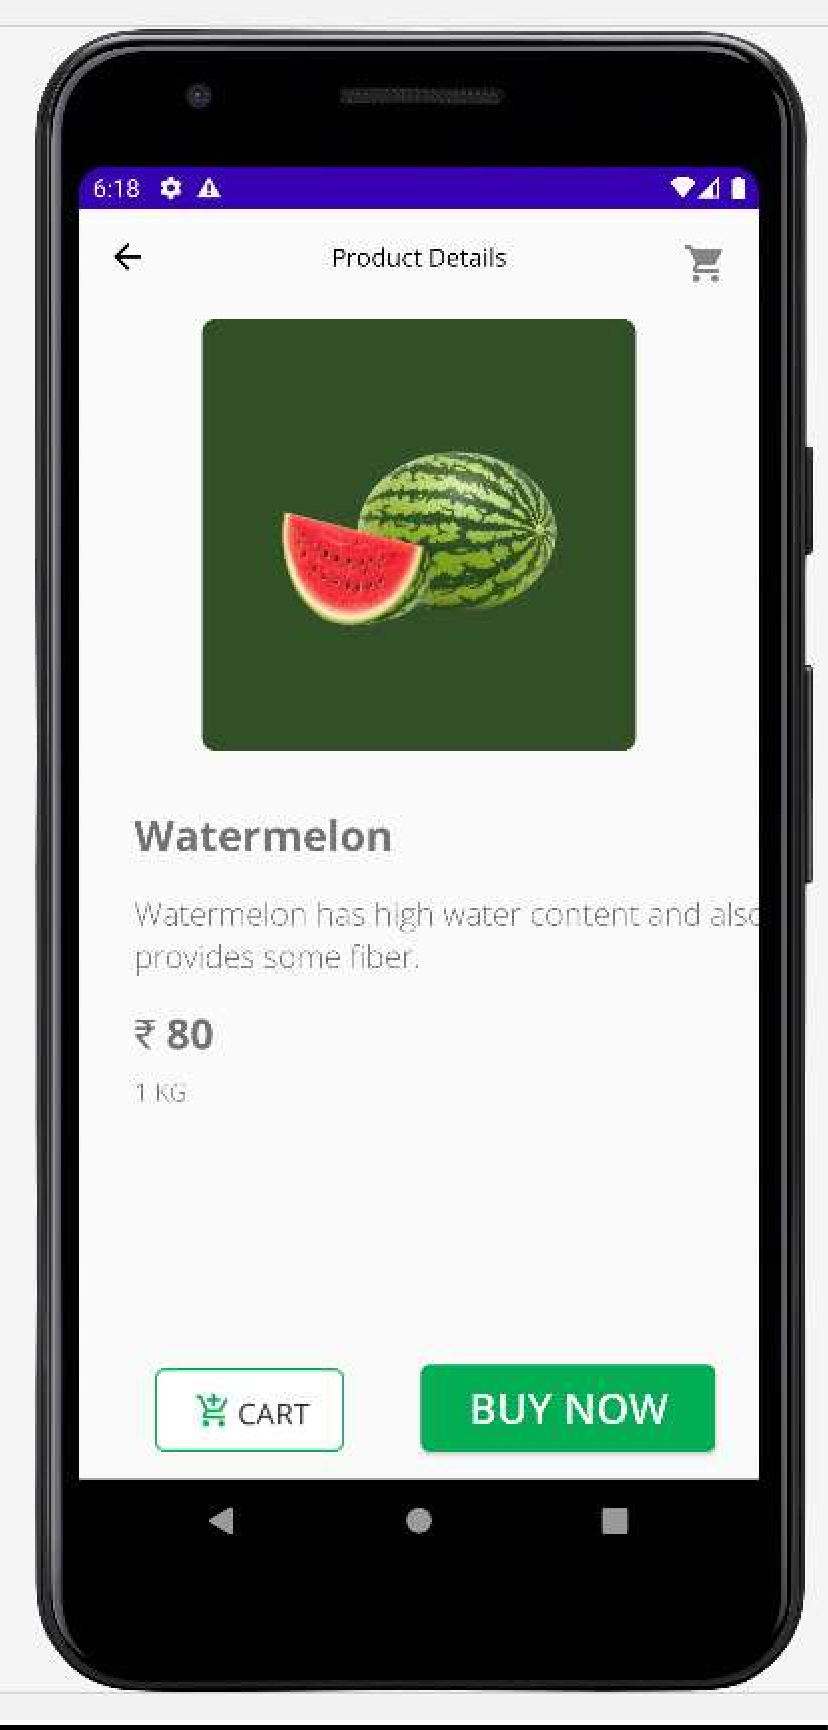 6:18
Product Details
Watermelon
Watermelon has high water content and also
provides some fiber.
₹ 80
1 KG
CART
BUY NOW